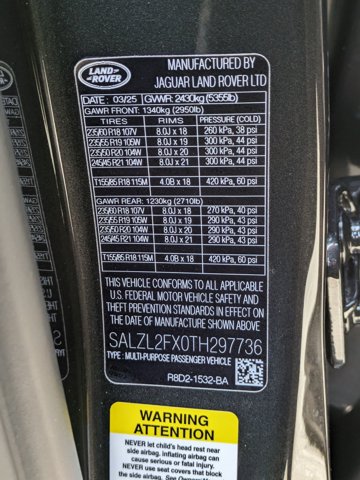 LAND ROVER
MANUFACTURED BY
JAGUAR LAND ROVER LTD
DATE: 03/25 GVWR: 2430kg (5355lb)
GAWR FRONT: 1340kg (2950lb)
TIRES RIMS PRESSURE (COLD)
235/60 R18 107V 8.0J x 18 260 kPa, 38 psi
235/55 R19 105W 8.0J x 19 300 kPa, 44 psi
235/50 R20 104W 8.0J x 20 300 kPa, 44 psi
245/45 R21 104W 8.0J x 21 300 kPa, 44 psi
T155/85 R18 115M 4.0B x 18 420 kPa, 60 psi
GAWR REAR: 1230kg (2710lb)
235/60 R18 107V 8.0J x 18 270 kPa, 40 psi
235/55 R19 105W 8.0J x 19 290 kPa, 43 psi
235/50 R20 104W 8.0J x 20 290 kPa, 43 psi
245/45 R21 104W 8.0J x 21 290 kPa, 43 psi
T155/85 R18 115M 4.0B x 18 420 kPa, 60 psi
THIS VEHICLE CONFORMS TO ALL APPLICABLE
U.S. FEDERAL MOTOR VEHICLE SAFETY AND
THEFT PREVENTION STANDARDS IN EFFECT ON
THE DATE OF MANUFACTURE SHOWN ABOVE
SALZL2FX0TH297736
TYPE: MULTI-PURPOSE PASSENGER VEHICLE
R8D2-1532-BA
WARNING
AVERTISSEMENT
NEVER let child's head rest near
side airbag. Inflating airbag can
cause serious or fatal injury.
NEVER use seat covers that block
side airbag.